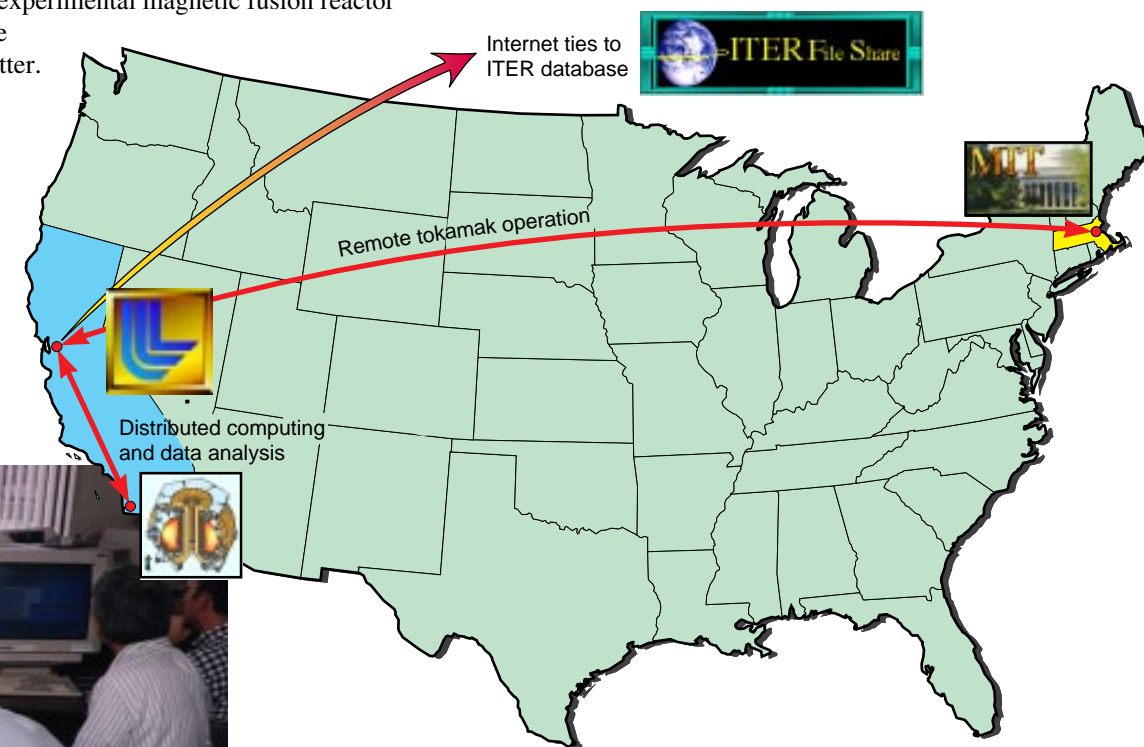 experimental magnetic fusion reactor
tter.
Internet ties to
ITER database
ITER File Share
MIT
Remote tokamak operation
Distributed computing
and data analysis